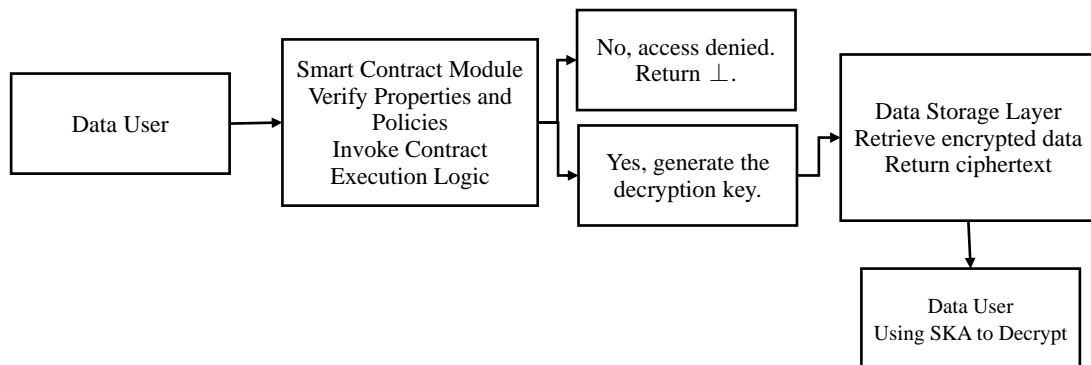 Data User
Smart Contract Module
Verify Properties and
Policies
Invoke Contract
Execution Logic
No, access denied.
Return ⊥.
Yes, generate the
decryption key.
Data Storage Layer
Retrieve encrypted data
Return ciphertext
Data User
Using SKA to Decrypt